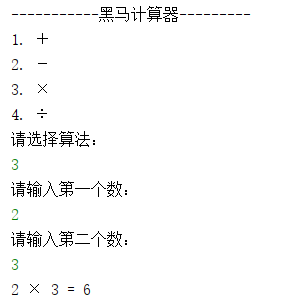 -----------黑马计算器---------
1. ＋
2. －
3. ×
4. ÷
请选择算法：
3
请输入第一个数：
2
请输入第二个数：
3
2 × 3 = 6